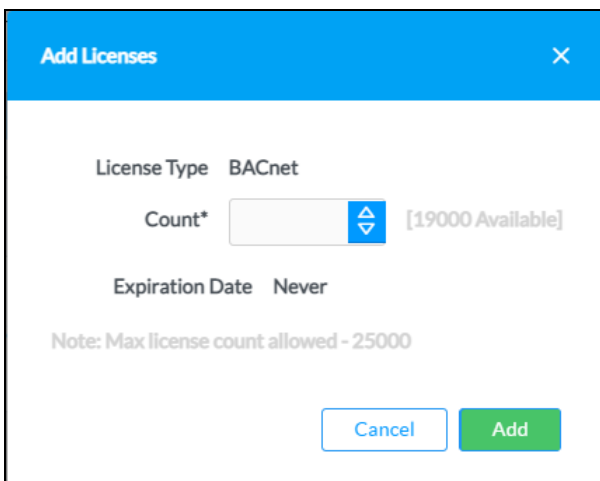 Add Licenses
License Type BACnet
Count* [19000 Available]
Expiration Date Never
Note: Max license count allowed - 25000
Cancel Add